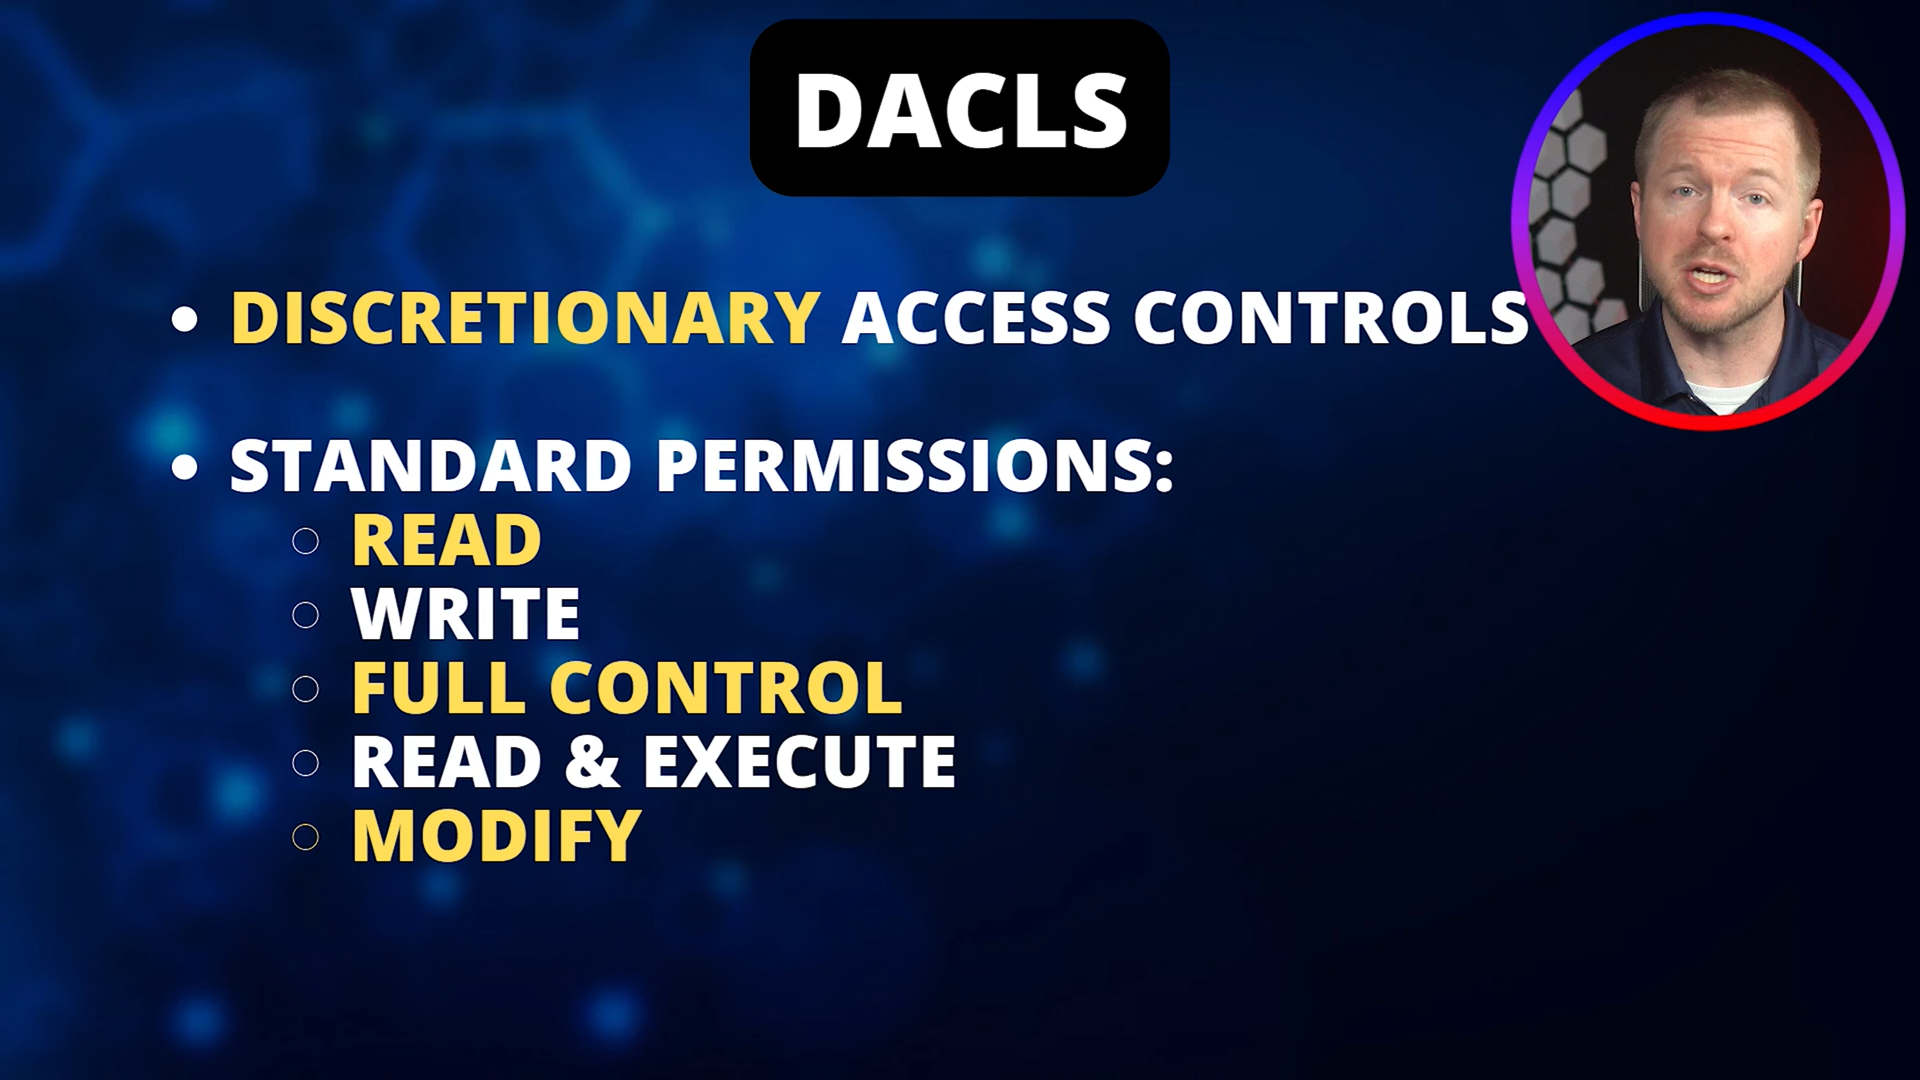 DACLS
• DISCRETIONARY ACCESS CONTROLS
• STANDARD PERMISSIONS:
○ READ
○ WRITE
○ FULL CONTROL
○ READ & EXECUTE
○ MODIFY